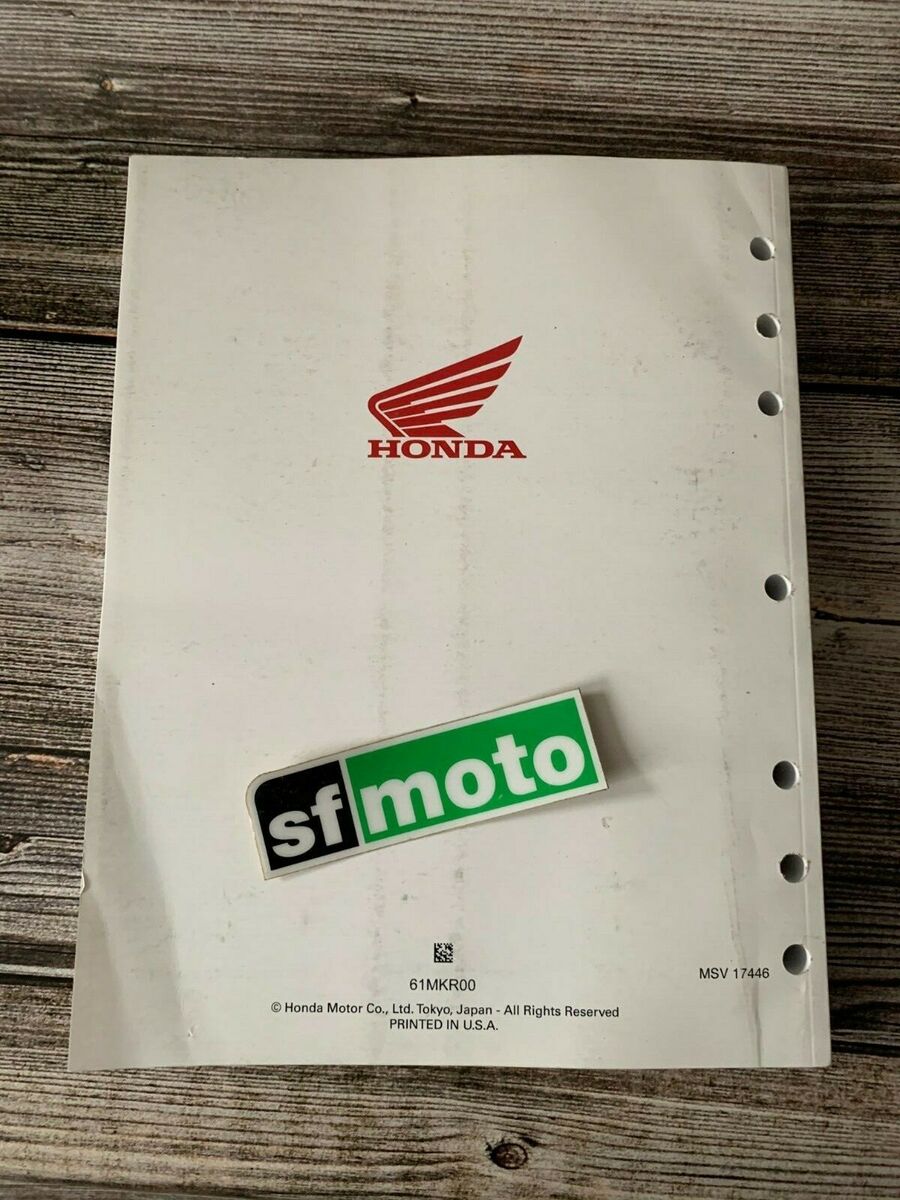 HONDA
sfmoto
61MKR00
MSV 17446
© Honda Motor Co., Ltd. Tokyo, Japan - All Rights Reserved
PRINTED IN U.S.A.